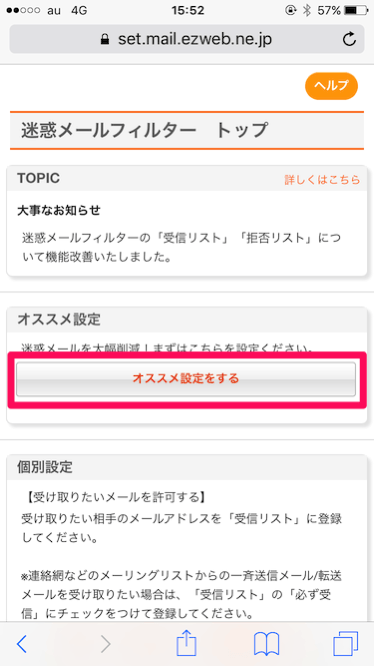 au 4G 15:52 57%
set.mail.ezweb.ne.jp
ヘルプ
迷惑メールフィルター　トップ
TOPIC 詳しくはこちら
大事なお知らせ
迷惑メールフィルターの「受信リスト」「拒否リスト」につ
いて機能改善いたしました。
オススメ設定
迷惑メールを大幅削減！まずはこちらを設定ください。
オススメ設定をする
個別設定
【受け取りたいメールを許可する】
受け取りたい相手のメールアドレスを「受信リスト」に登録
してください。
※連絡網などのメーリングリストからの一斉送信メール/転送
メールを受け取りたい場合は、「受信リスト」の「必ず受
信」にチェックをつけて登録してください。